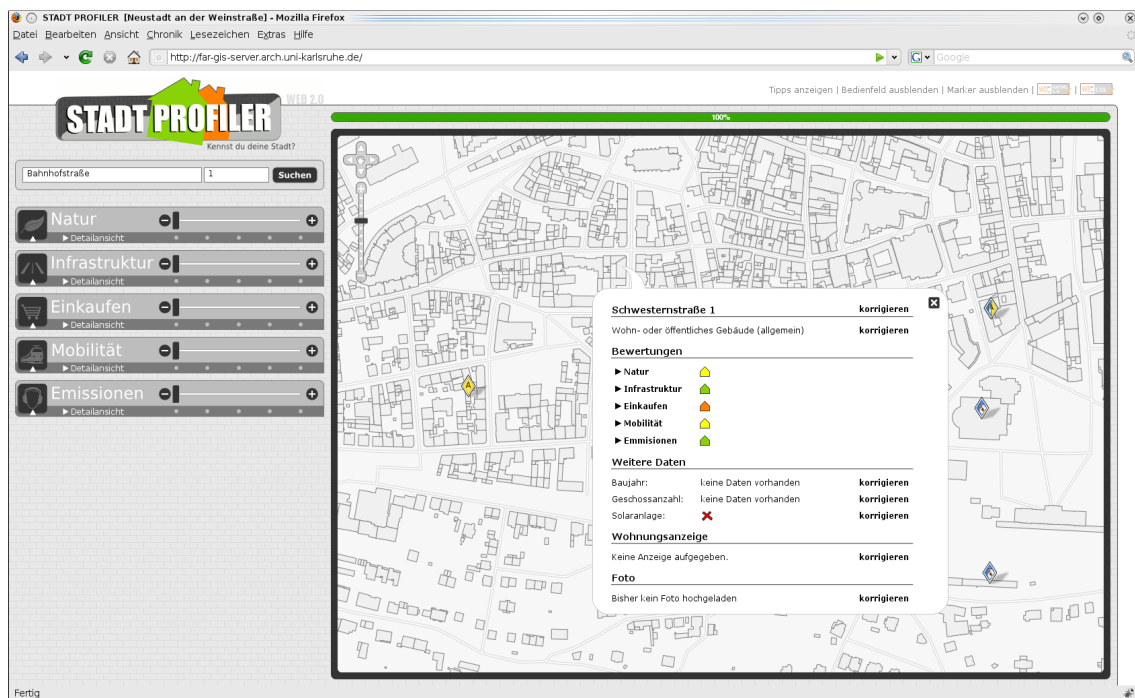 STADT PROFILER [Neustadt an der Weinstraße] - Mozilla Firefox
Datei Bearbeiten Ansicht Chronik Lesezeichen Extras Hilfe
http://far-gis-server.arch.uni-karlsruhe.de/
G Google
Tipps anzeigen | Bedienfeld ausblenden | Marker ausblenden |
WEB 2.0
STADT PROFILER
Kennst du deine Stadt?
100%
Bahnhofstraße 1 Suchen
Natur
▶ Detailansicht
Infrastruktur
▶ Detailansicht
Einkaufen
▶ Detailansicht
Mobilität
▶ Detailansicht
Emissionen
▶ Detailansicht
A
Schwesternstraße 1 korrigieren
Wohn- oder öffentliches Gebäude (allgemein) korrigieren
Bewertungen
▶ Natur
▶ Infrastruktur
▶ Einkaufen
▶ Mobilität
▶ Emmisionen
Weitere Daten
Baujahr: keine Daten vorhanden korrigieren
Geschossanzahl: keine Daten vorhanden korrigieren
Solaranlage: korrigieren
Wohnungsanzeige
Keine Anzeige aufgegeben. korrigieren
Foto
Bisher kein Foto hochgeladen korrigieren
Fertig